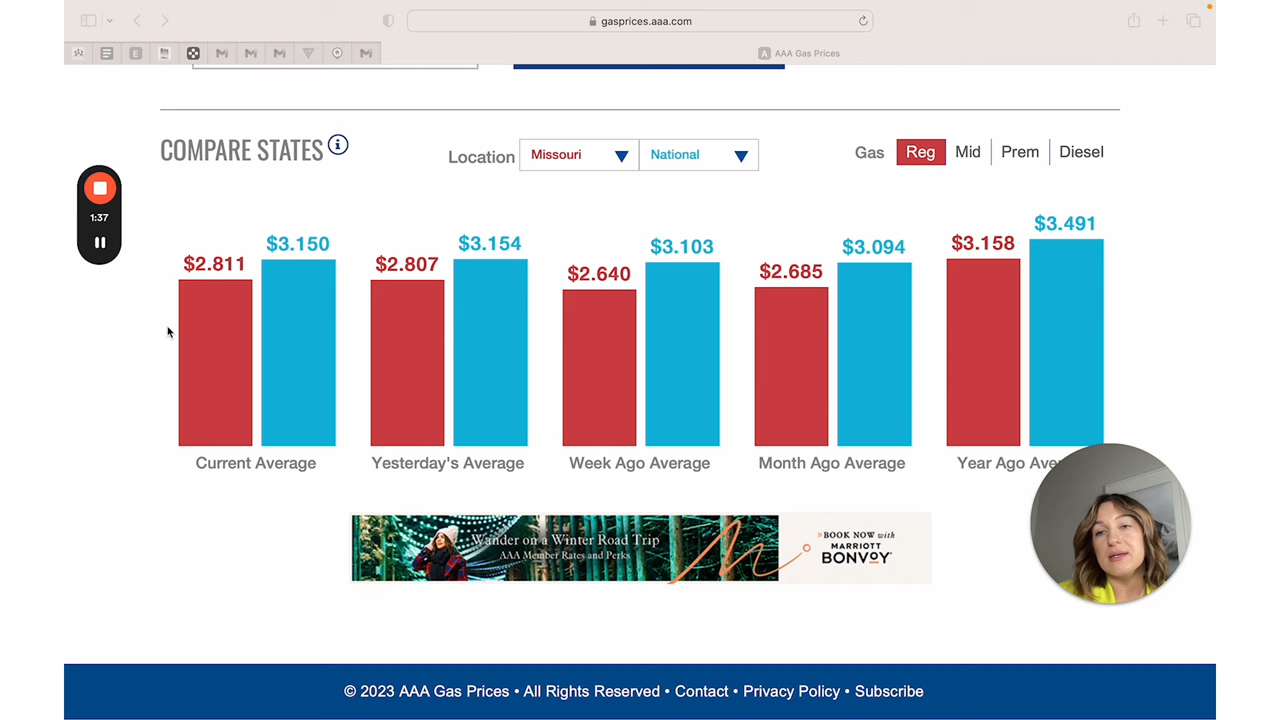 gasprices.aaa.com
AAA Gas Prices
COMPARE STATES
Location Missouri National
Gas Reg Mid Prem Diesel
1:37
$2.811 $3.150 $2.807 $3.154 $2.640 $3.103 $2.685 $3.094 $3.158 $3.491
Current Average Yesterday's Average Week Ago Average Month Ago Average Year Ago Ave
Wander on a Winter Road Trip
AAA Member Rates and Perks
BOOK NOW with
MARRIOTT
BONVOY
© 2023 AAA Gas Prices • All Rights Reserved • Contact • Privacy Policy • Subscribe